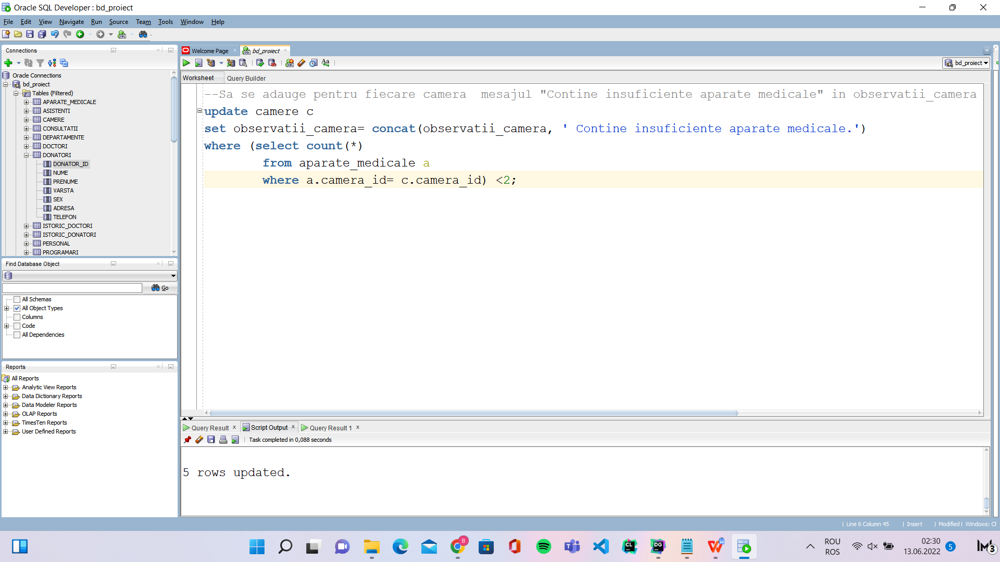 Oracle SQL Developer : bd_proiect
File Edit View Navigate Run Source Team Tools Window Help
Connections
Oracle Connections
bd_proiect
Tables (Filtered)
APARATE_MEDICALE
ASISTENTI
CAMERE
CONSULTATII
DEPARTAMENTE
DOCTORI
DONATORI
DONATOR_ID
NUME
PRENUME
VARSTA
SEX
ADRESA
TELEFON
ISTORIC_DOCTORI
ISTORIC_DONATORI
PERSONAL
PROGRAMARI
Find Database Object
Go
All Schemas
All Object Types
Columns
Code
All Dependencies
Reports
All Reports
Analytic View Reports
Data Dictionary Reports
Data Modeler Reports
OLAP Reports
TimesTen Reports
User Defined Reports
Welcome Page bd_proiect
bd_proiect
Worksheet Query Builder
--Sa se adauge pentru fiecare camera  mesajul "Contine insuficiente aparate medicale" in observatii_camera
update camere c
set observatii_camera= concat(observatii_camera, ' Contine insuficiente aparate medicale.')
where (select count(*)
from aparate_medicale a
where a.camera_id= c.camera_id) <2;
Query Result Script Output Query Result 1
Task completed in 0,088 seconds
5 rows updated.
Line 6 Column 45 | Insert | Modified | Windows: CF
ROU
ROS
02:30
13.06.2022
5
3